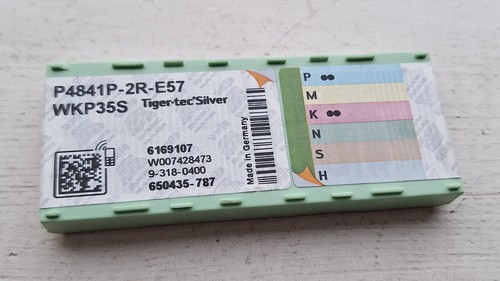 P4841P-2R-E57
WKP35S Tiger·tec®Silver
6169107
W007428473
9-318-0400
650435-787
Made in Germany
P ●●
M
K ●●
N
S
H